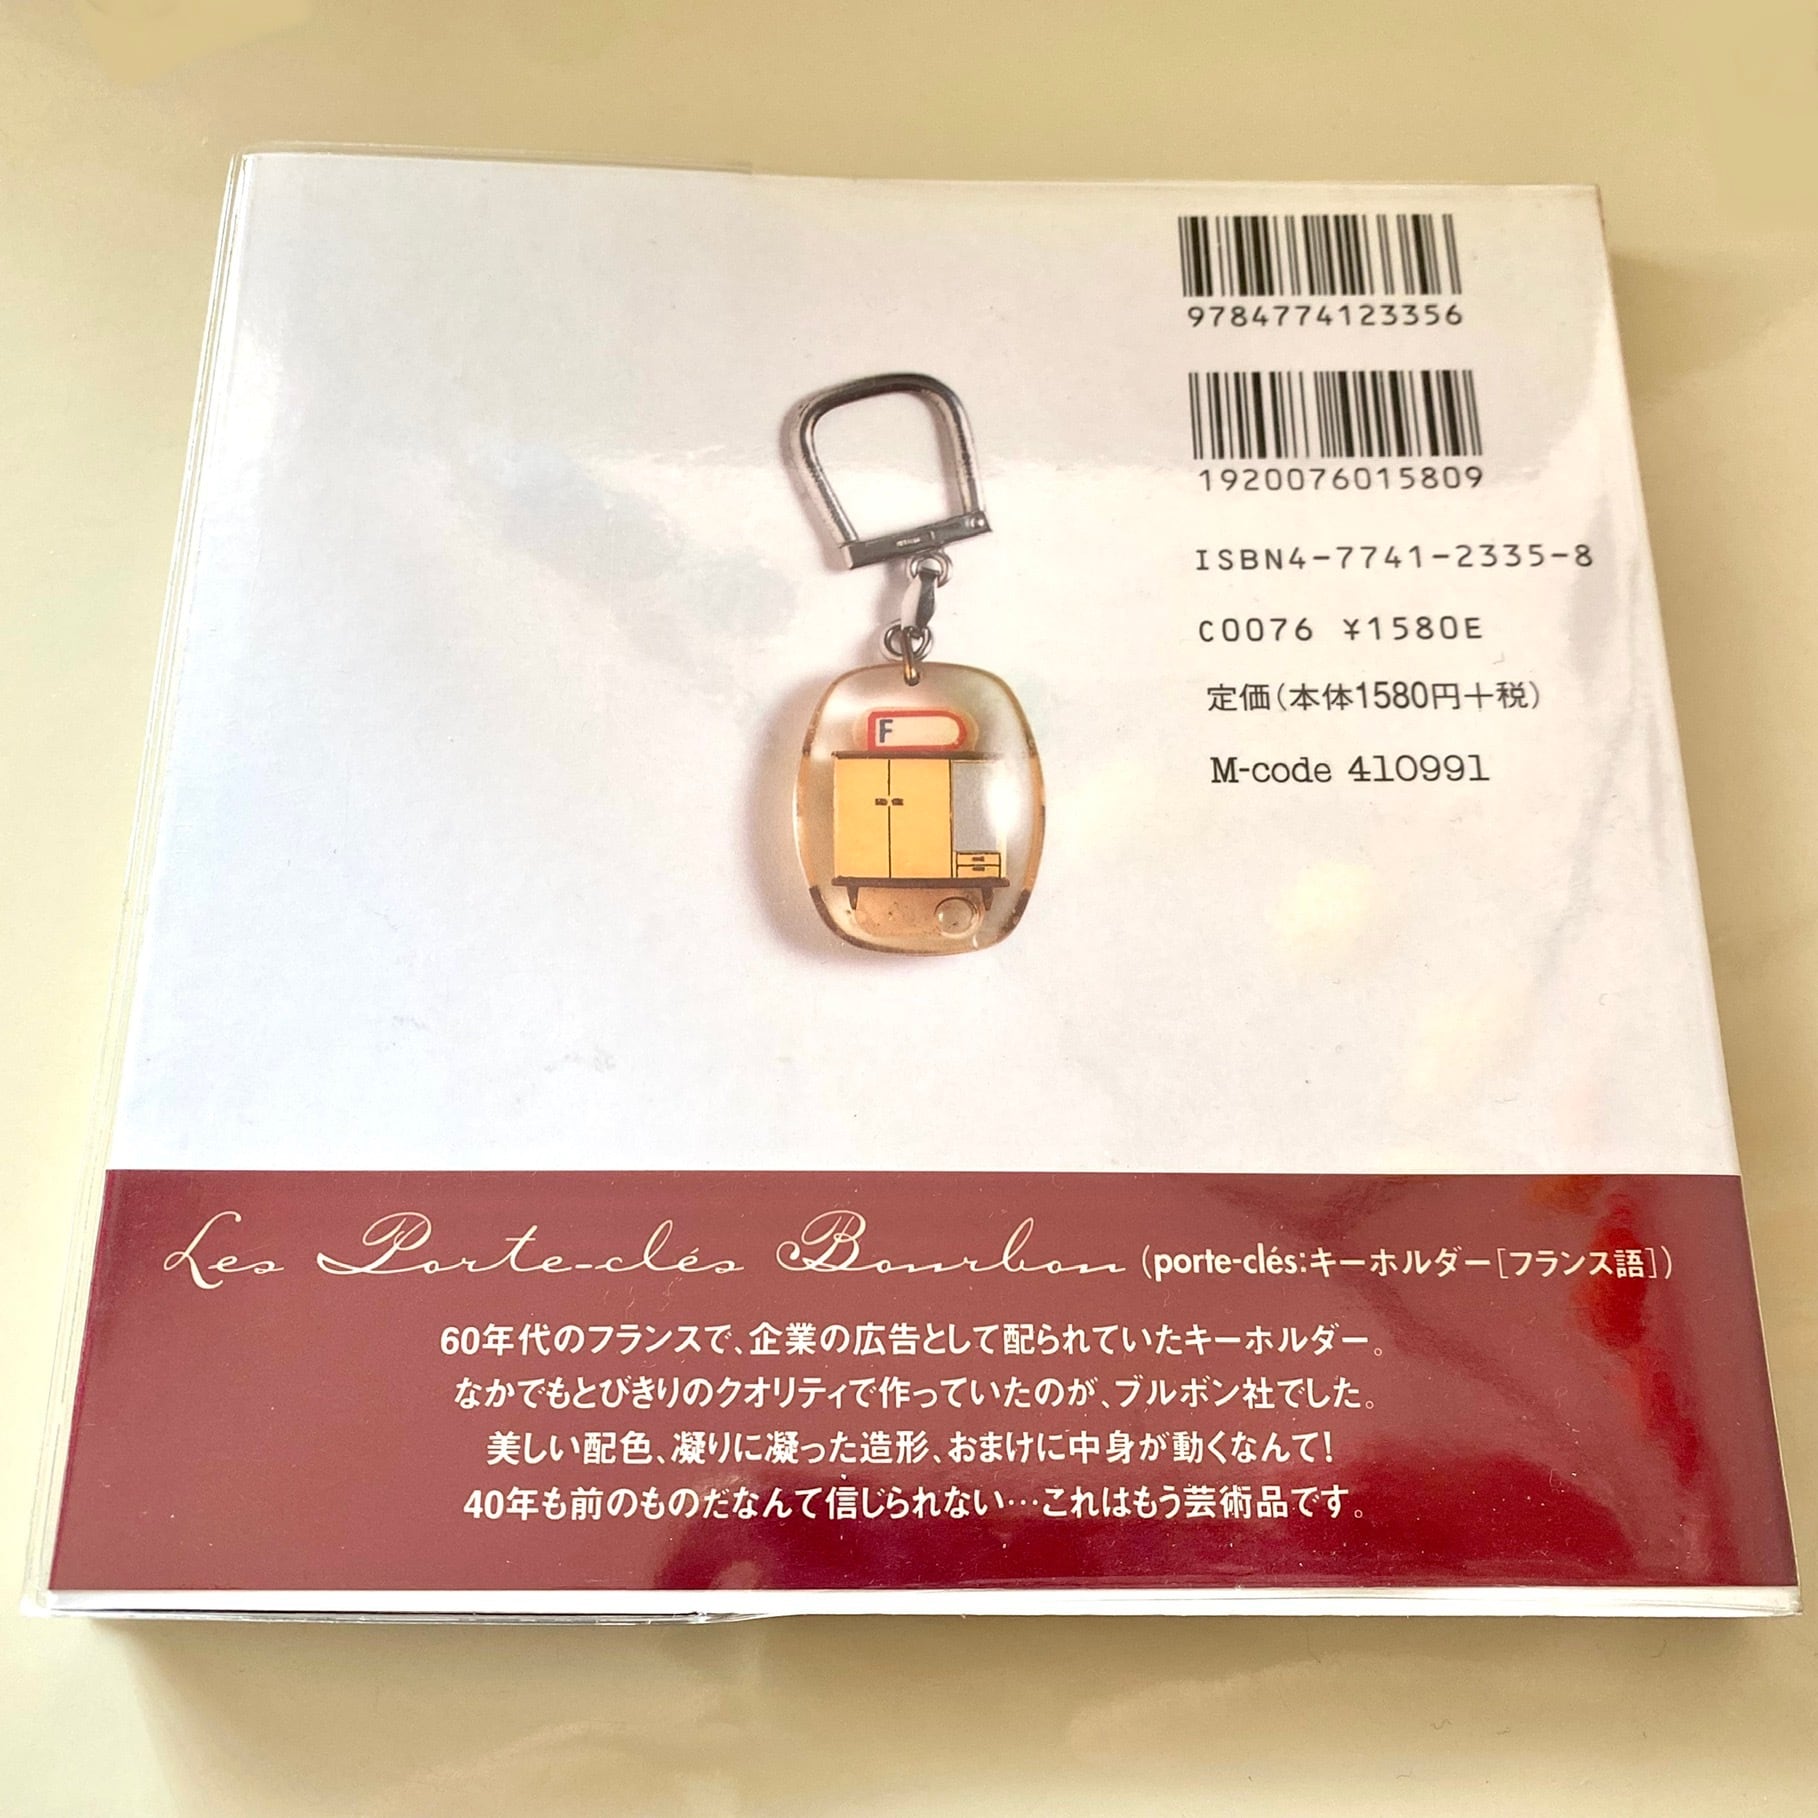 9784774123356
1920076015809
ISBN4-7741-2335-8
C0076 ¥1580E
定価(本体1580円+税)
M-code 410991
F
Les Porte-clés Bourbon (porte-clés:キーホルダー[フランス語])
60年代のフランスで、企業の広告として配られていたキーホルダー。
なかでもとびきりのクオリティで作っていたのが、ブルボン社でした。
美しい配色、凝りに凝った造形、おまけに中身が動くなんて!
40年も前のものだなんて信じられない…これはもう芸術品です。